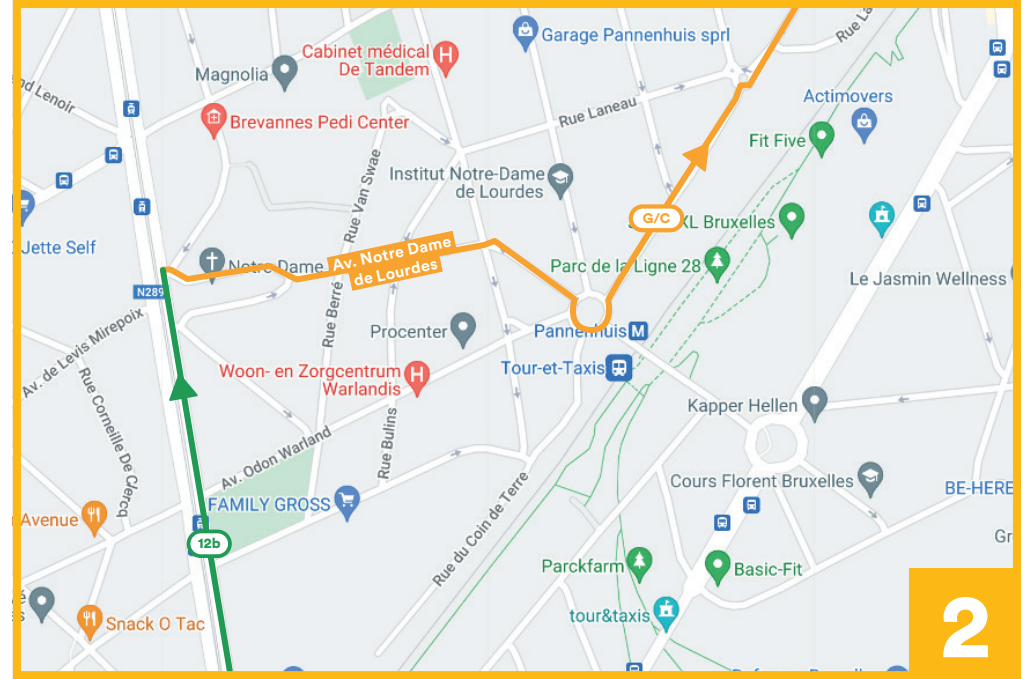 Garage Pannenhuis sprl
Rue La
Cabinet médical
De Tandem
Magnolia
nd Lenoir
Actimovers
Brevannes Pedi Center
Rue Laneau
Fit Five
Institut Notre-Dame
de Lourdes
Rue Van Swae
G/C
XL Bruxelles
Jette Self
Notre Dame
Av. Notre Dame
de Lourdes
Parc de la Ligne 28
Le Jasmin Wellness
N289
Rue Berré
Procenter
Pannenhuis M
Av. de Levis Mirepoix
Woon- en Zorgcentrum
Warlandis
Tour-et-Taxis
Rue Corneille De Clercq
Kapper Hellen
Rue Bulins
Av. Odon Warland
Cours Florent Bruxelles
BE-HERE
FAMILY GROSS
Avenue
Rue du Coin de Terre
12b
Gr
Parckfarm
Basic-Fit
tour&taxis
Snack O Tac
2